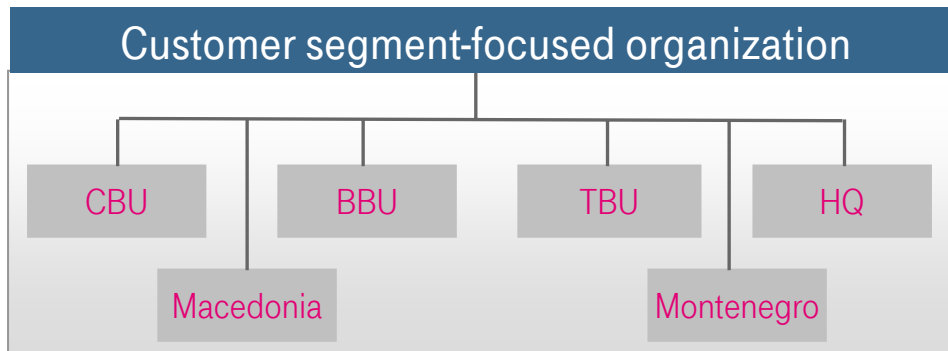 Customer segment-focused organization
CBU
BBU
TBU
HQ
Macedonia
Montenegro